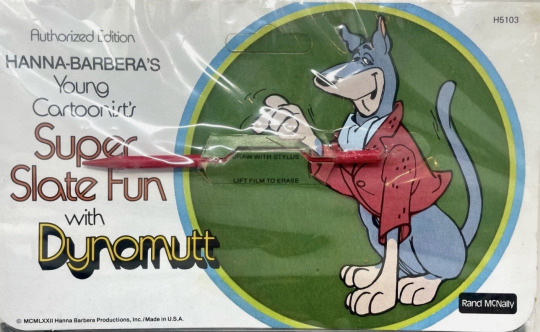 Authorized Edition
H5103
HANNA-BARBERA'S
Young
Cartoonist's
Super
Slate Fun
with
Dynomutt
DRAW WITH STYLUS
LIFT FILM TO ERASE
© MCMLXXII Hanna Barbera Productions, Inc./Made in U.S.A.
Rand McNally